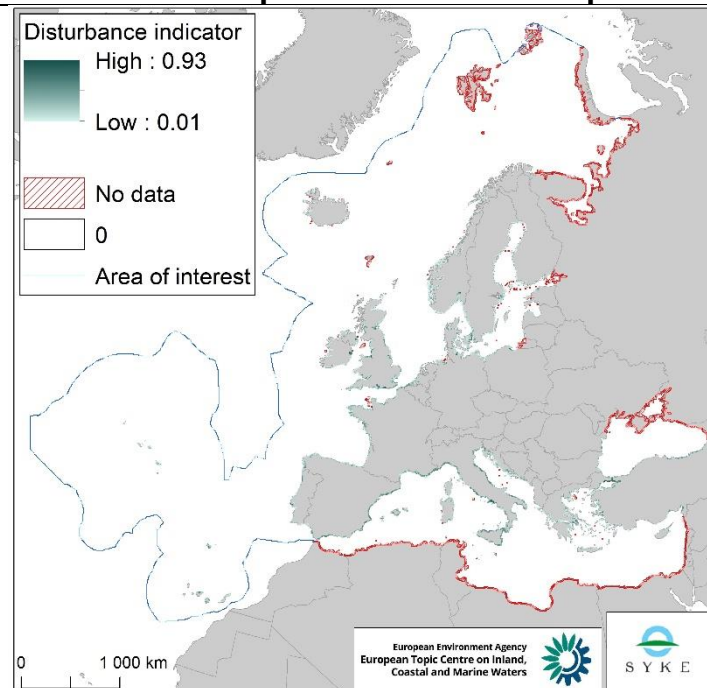 Disturbance indicator
High : 0.93
Low : 0.01
No data
0
Area of interest
0
1 000 km
European Environment Agency
European Topic Centre on Inland,
Coastal and Marine Waters
SYKE